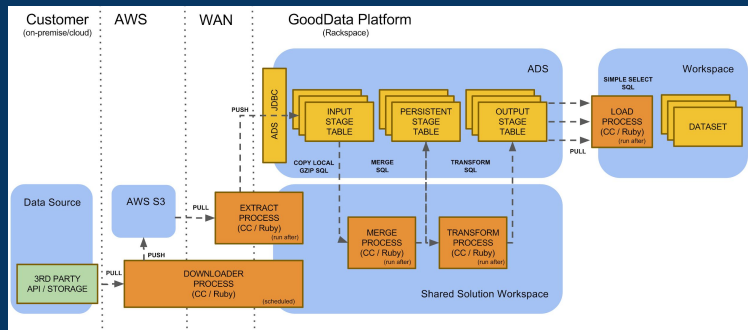 Customer
(on-premise/cloud)
AWS
WAN
GoodData Platform
(Rackspace)
ADS
Workspace
ADS JDBC
INPUT
STAGE
TABLE
PERSISTENT
STAGE
TABLE
OUTPUT
STAGE
TABLE
SIMPLE SELECT
SQL
LOAD
PROCESS
(CC / Ruby)
(run after)
DATASET
PUSH
PULL
COPY LOCAL
GZIP SQL
MERGE
SQL
TRANSFORM
SQL
Data Source
AWS S3
PULL
EXTRACT
PROCESS
(CC / Ruby)
(run after)
MERGE
PROCESS
(CC / Ruby)
(run after)
TRANSFORM
PROCESS
(CC / Ruby)
(run after)
PUSH
3RD PARTY
API / STORAGE
PULL
DOWNLOADER
PROCESS
(CC / Ruby)
(scheduled)
Shared Solution Workspace